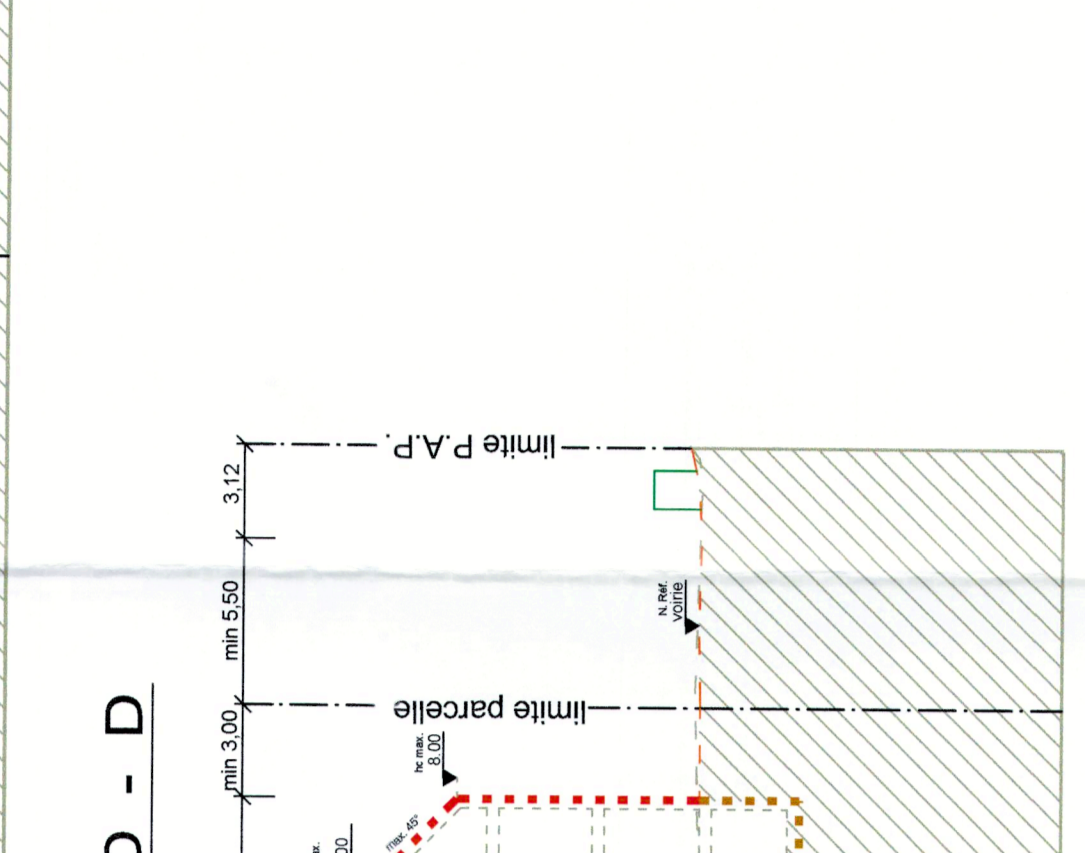 D - D
3,12
min 5,50
min 3,00
limite P.A.P.
limite parcelle
N. Réf.
voirie
hc max.
8.00
max. 45°